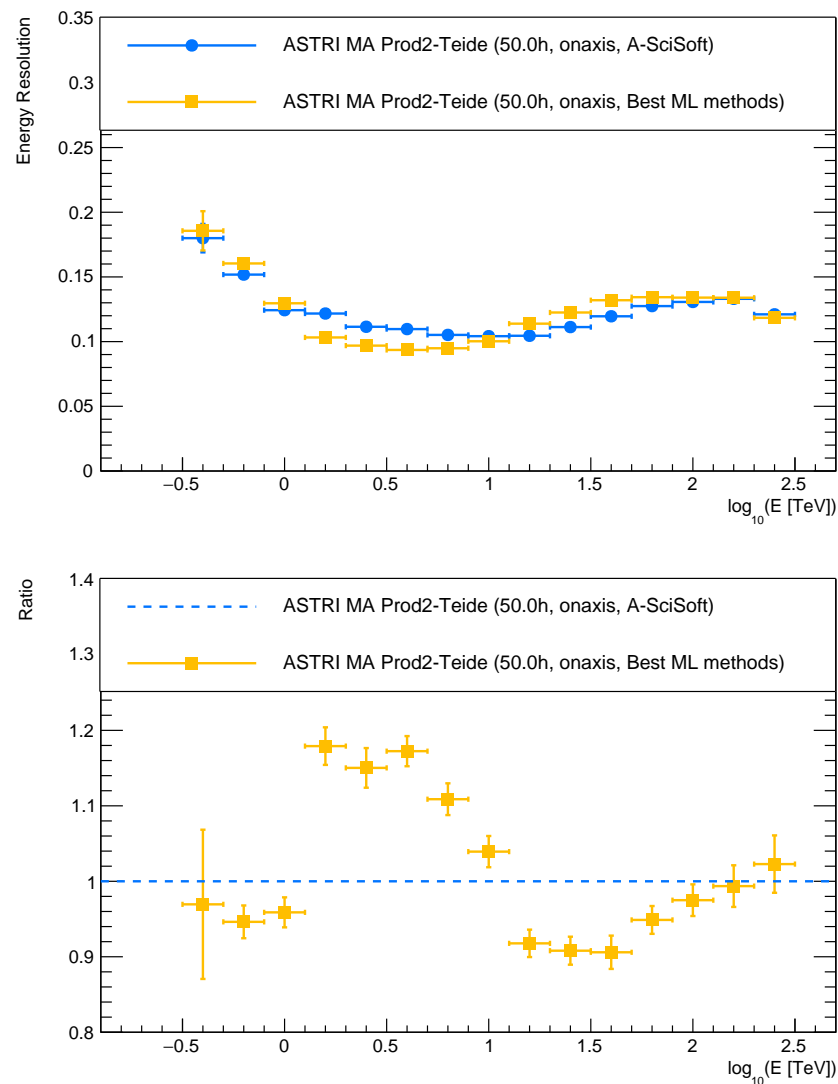 0.35
ASTRI MA Prod2-Teide (50.0h, onaxis, A-SciSoft)
0.3
ASTRI MA Prod2-Teide (50.0h, onaxis, Best ML methods)
Energy Resolution
0.25
0.2
0.15
0.1
0.05
0
−0.5 0 0.5 1 1.5 2 2.5
log10(E [TeV])
1.4
ASTRI MA Prod2-Teide (50.0h, onaxis, A-SciSoft)
Ratio
1.3
ASTRI MA Prod2-Teide (50.0h, onaxis, Best ML methods)
1.2
1.1
1
0.9
0.8
−0.5 0 0.5 1 1.5 2 2.5
log10(E [TeV])